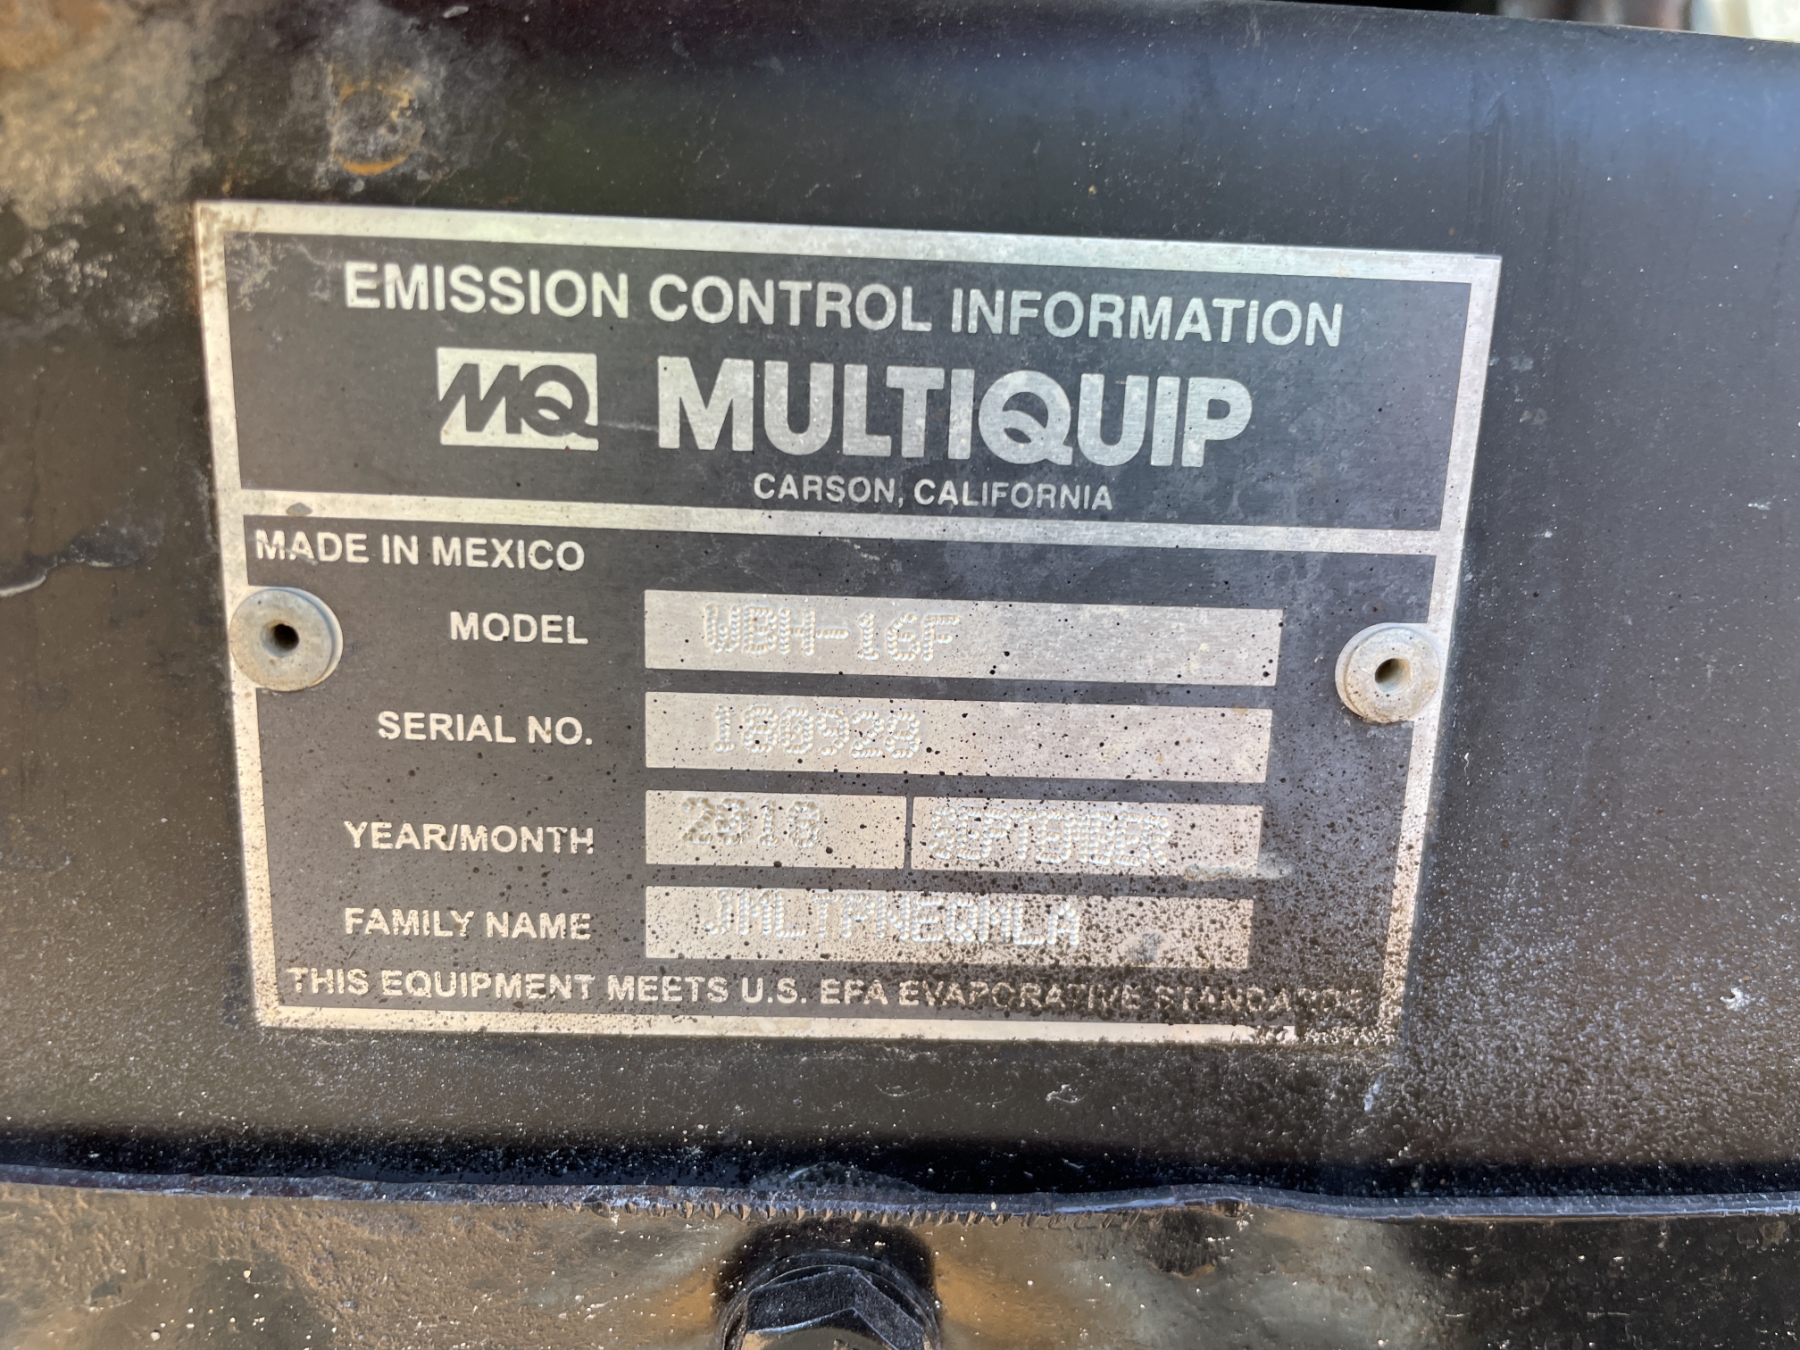 EMISSION CONTROL INFORMATION
MQ MULTIQUIP
CARSON, CALIFORNIA
MADE IN MEXICO
MODEL WBH-16F
SERIAL NO. 180928
YEAR/MONTH 2018 SEPTEMBER
FAMILY NAME JMLTPNEQMLA
THIS EQUIPMENT MEETS U.S. EPA EVAPORATIVE STANDARDS